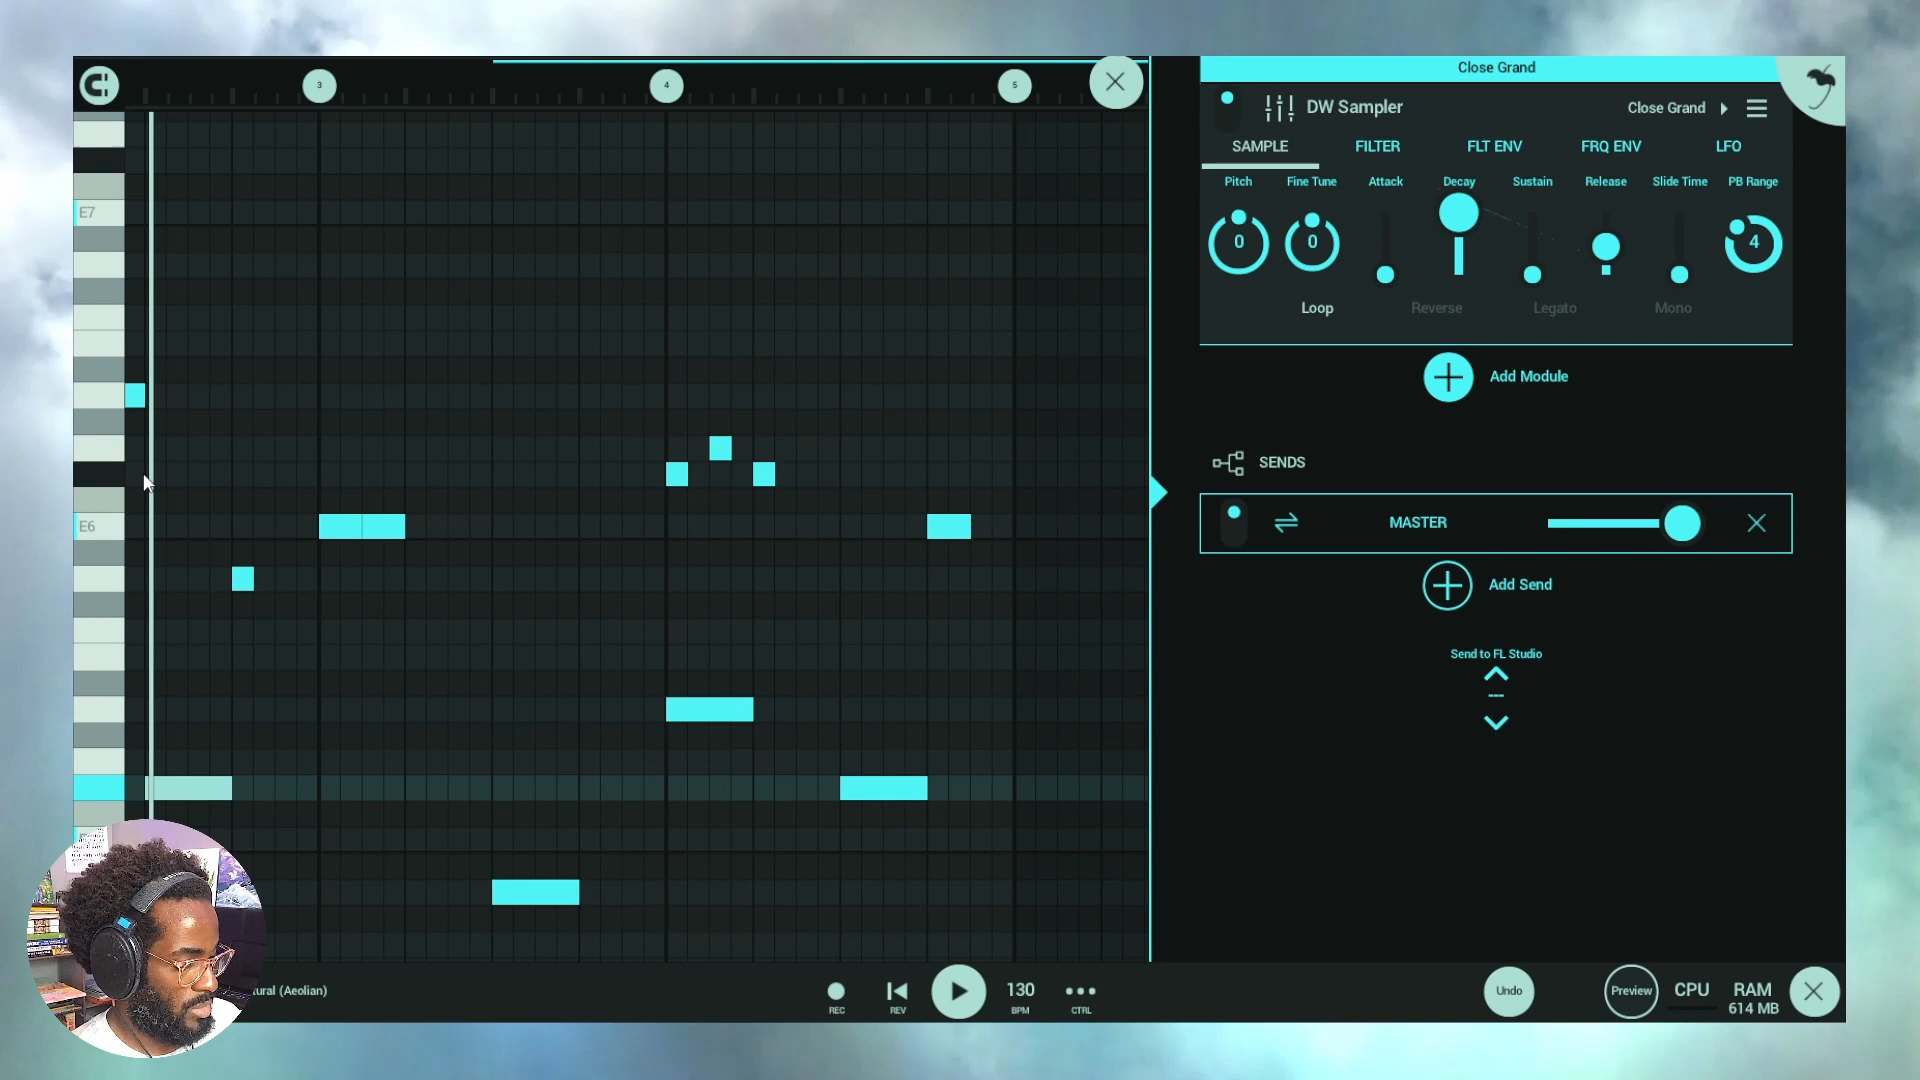 Close Grand
3
4
5
DW Sampler
Close Grand
SAMPLE
FILTER
FLT ENV
FRQ ENV
LFO
Pitch
Fine Tune
Attack
Decay
Sustain
Release
Slide Time
PB Range
0
0
4
Loop
Reverse
Legato
Mono
Add Module
SENDS
MASTER
Add Send
Send to FL Studio
---
E7
E6
tural (Aeolian)
REC
REV
130
BPM
CTRL
Undo
Preview
CPU
RAM
614 MB